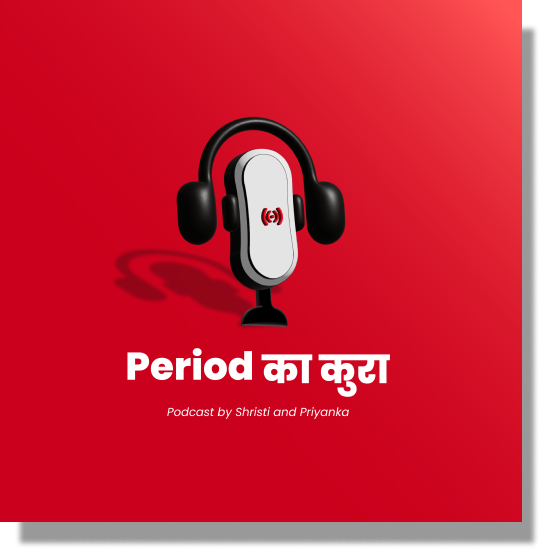 Period का कुरा
Podcast by Shristi and Priyanka